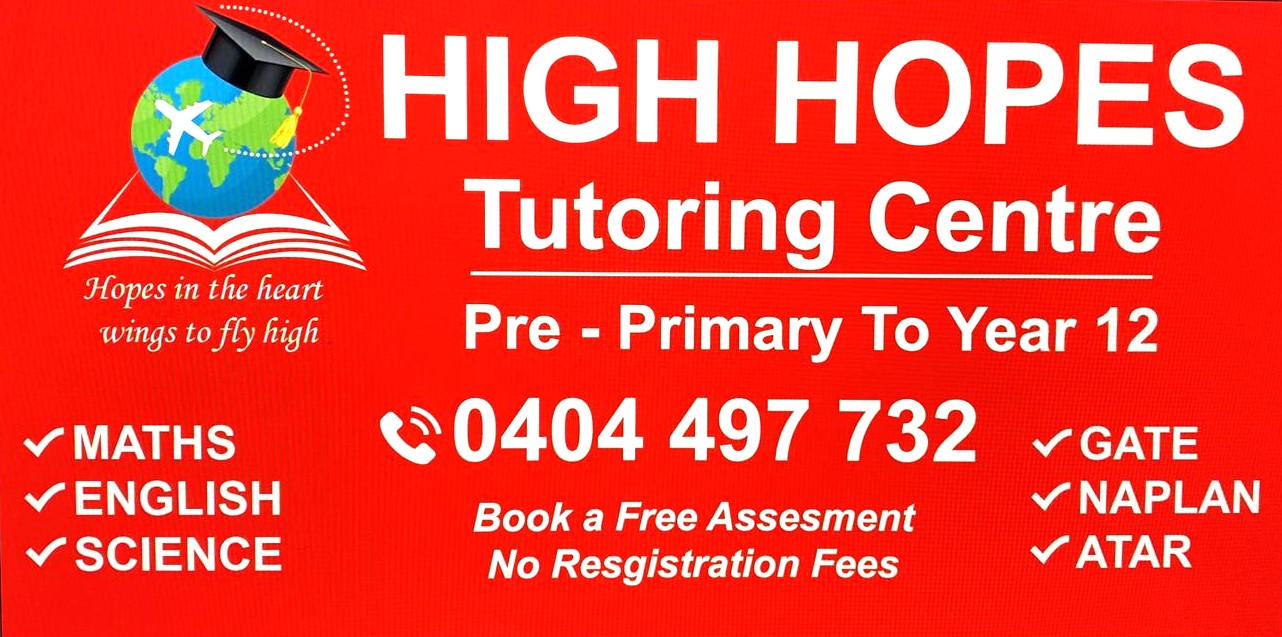 HIGH HOPES
Tutoring Centre
Pre - Primary To Year 12
Hopes in the heart
wings to fly high
0404 497 732
MATHS
ENGLISH
SCIENCE
Book a Free Assesment
No Resgistration Fees
GATE
NAPLAN
ATAR